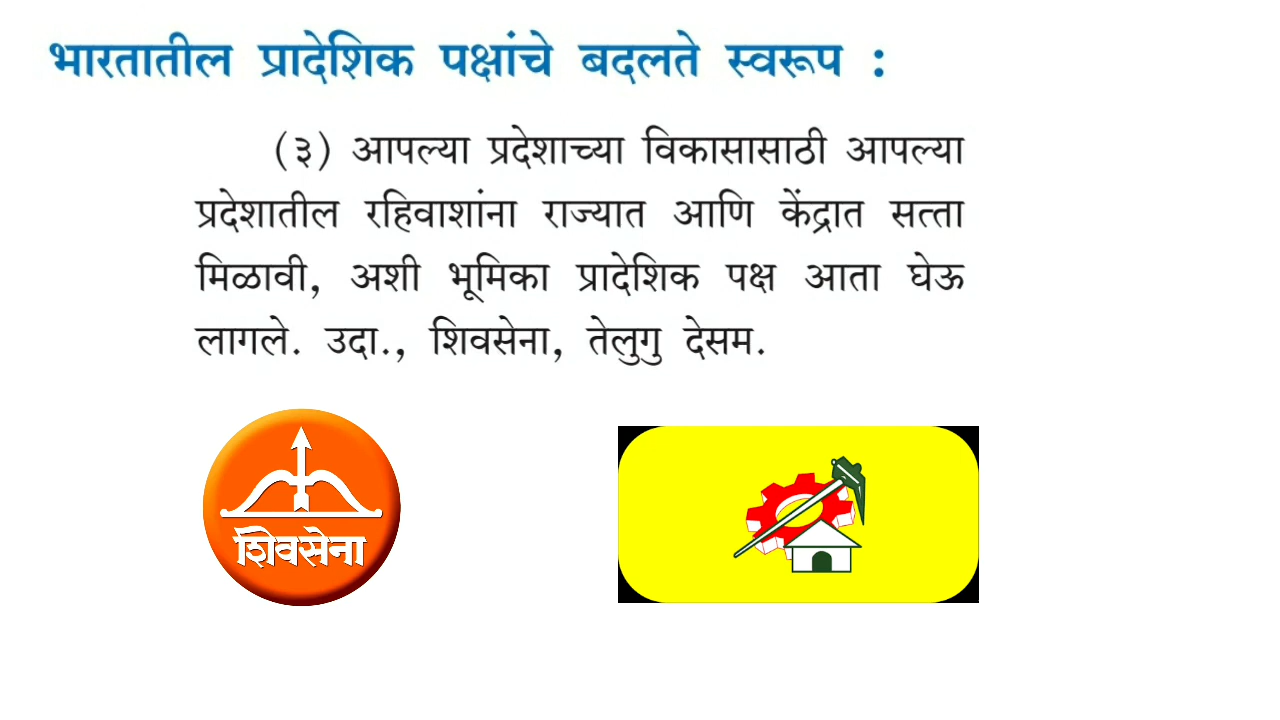 भारतातील प्रादेशिक पक्षांचे बदलते स्वरूप :
(३) आपल्या प्रदेशाच्या विकासासाठी आपल्या
प्रदेशातील रहिवाशांना राज्यात आणि केंद्रात सत्ता
मिळावी, अशी भूमिका प्रादेशिक पक्ष आता घेऊ
लागले. उदा., शिवसेना, तेलुगु देसम.
शिवसेना